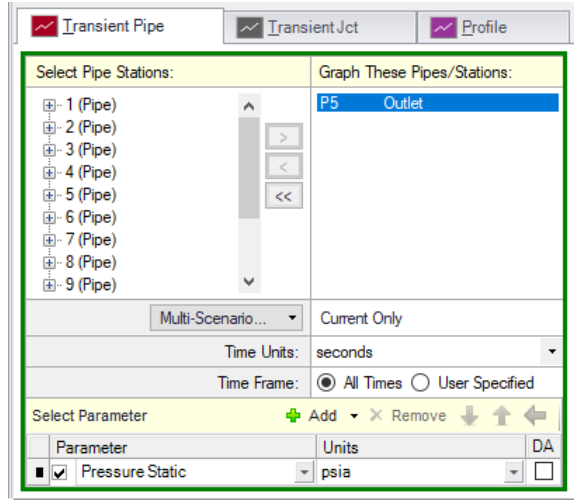 Transient Pipe Transient Jct Profile
Select Pipe Stations: Graph These Pipes/Stations:
1 (Pipe) P5 Outlet
2 (Pipe)
3 (Pipe) >
4 (Pipe) <
5 (Pipe) <<
6 (Pipe)
7 (Pipe)
8 (Pipe)
9 (Pipe)
Multi-Scenario... Current Only
Time Units: seconds
Time Frame: All Times User Specified
Select Parameter Add Remove
Parameter Units DA
Pressure Static psia